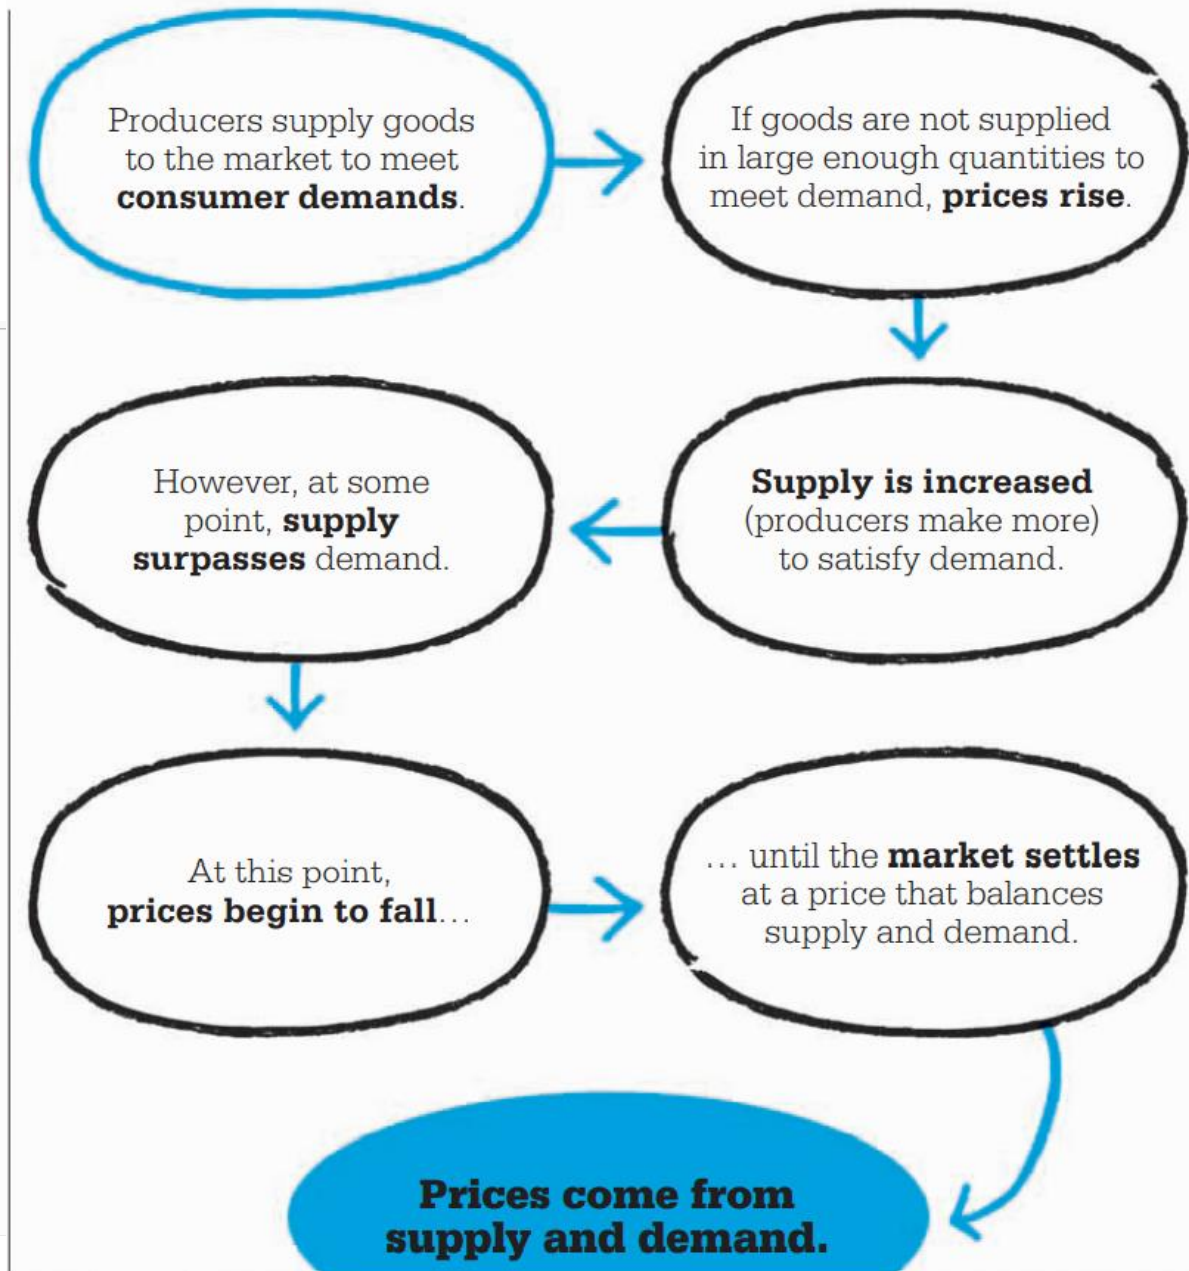 Producers supply goods
to the market to meet
consumer demands.
If goods are not supplied
in large enough quantities to
meet demand, prices rise.
Supply is increased
(producers make more)
to satisfy demand.
However, at some
point, supply
surpasses demand.
At this point,
prices begin to fall...
... until the market settles
at a price that balances
supply and demand.
Prices come from
supply and demand.